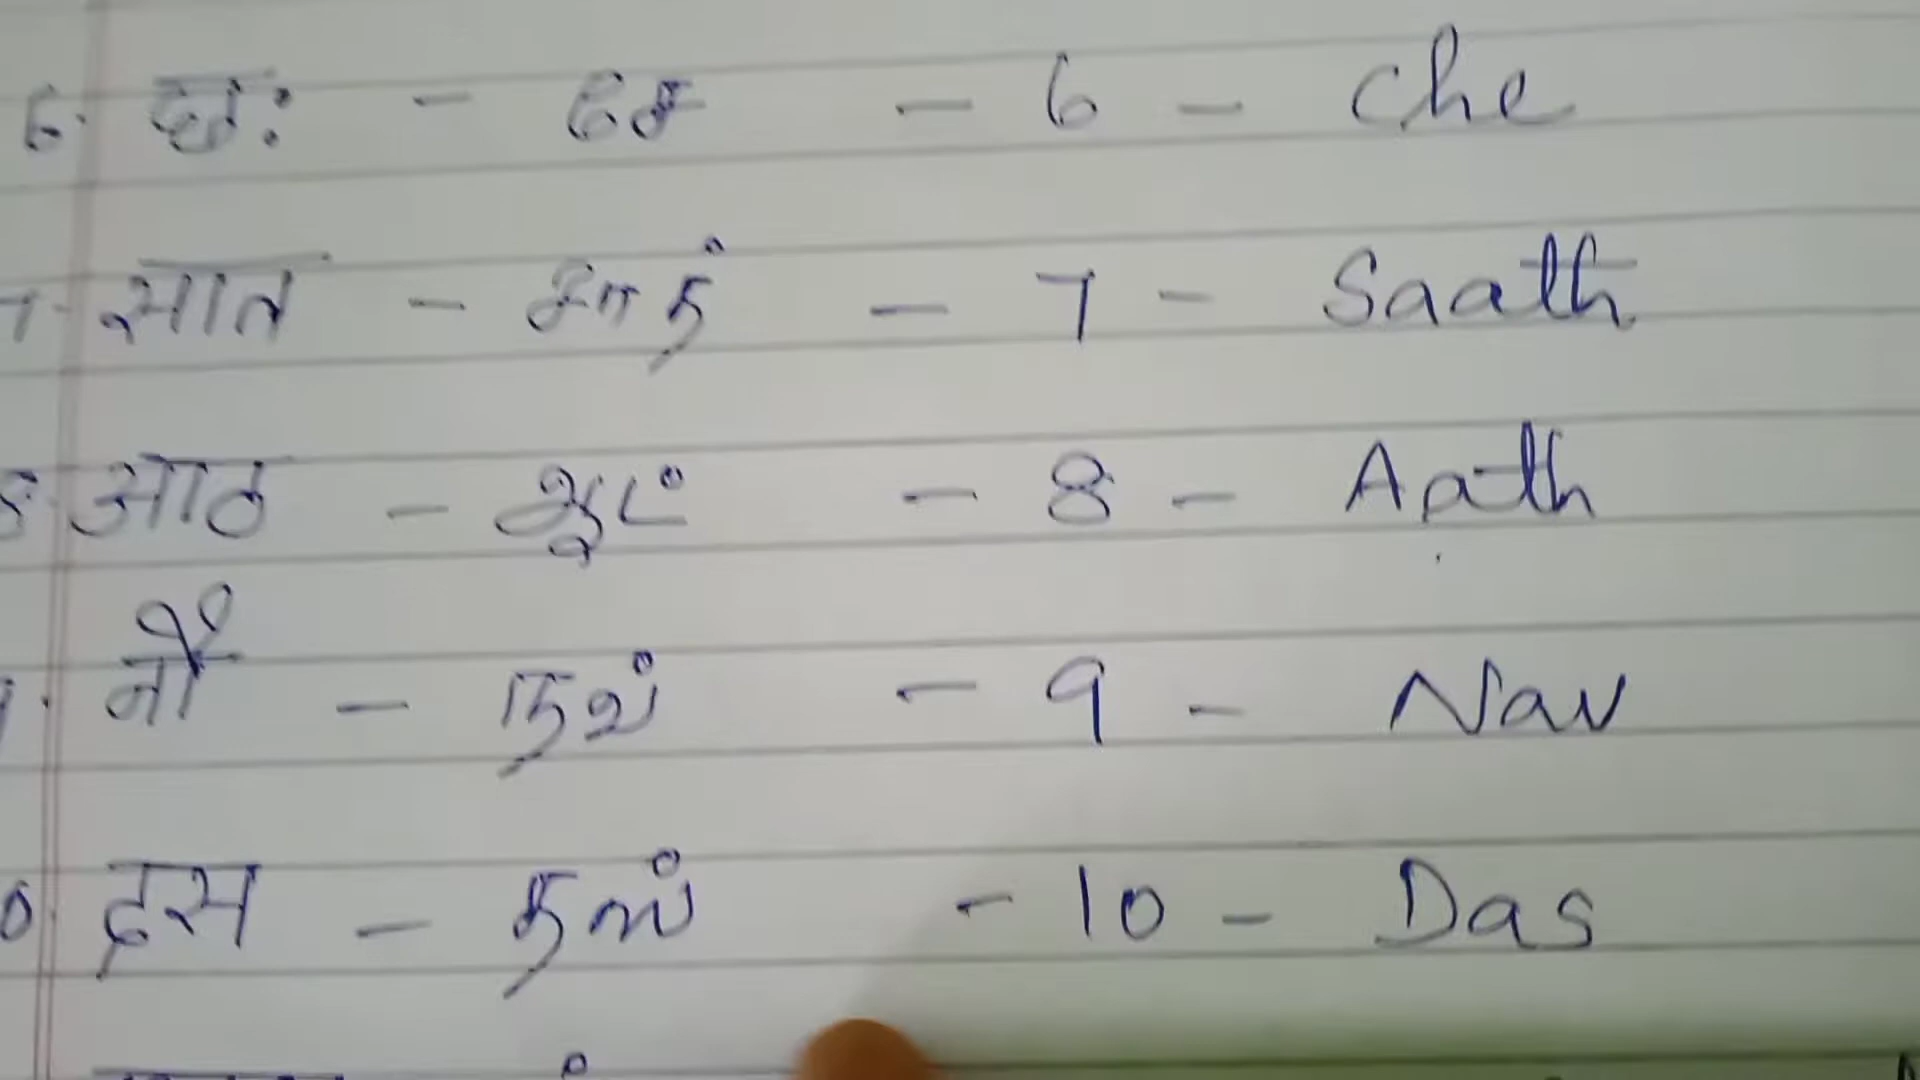 6. छः - செ - 6 - Che
7. सात - சாத் - 7 - Saath
8. आठ - ஆட் - 8 - Aath
9. नौ - நவ் - 9 - Nav
10. दस - தஸ் - 10 - Das